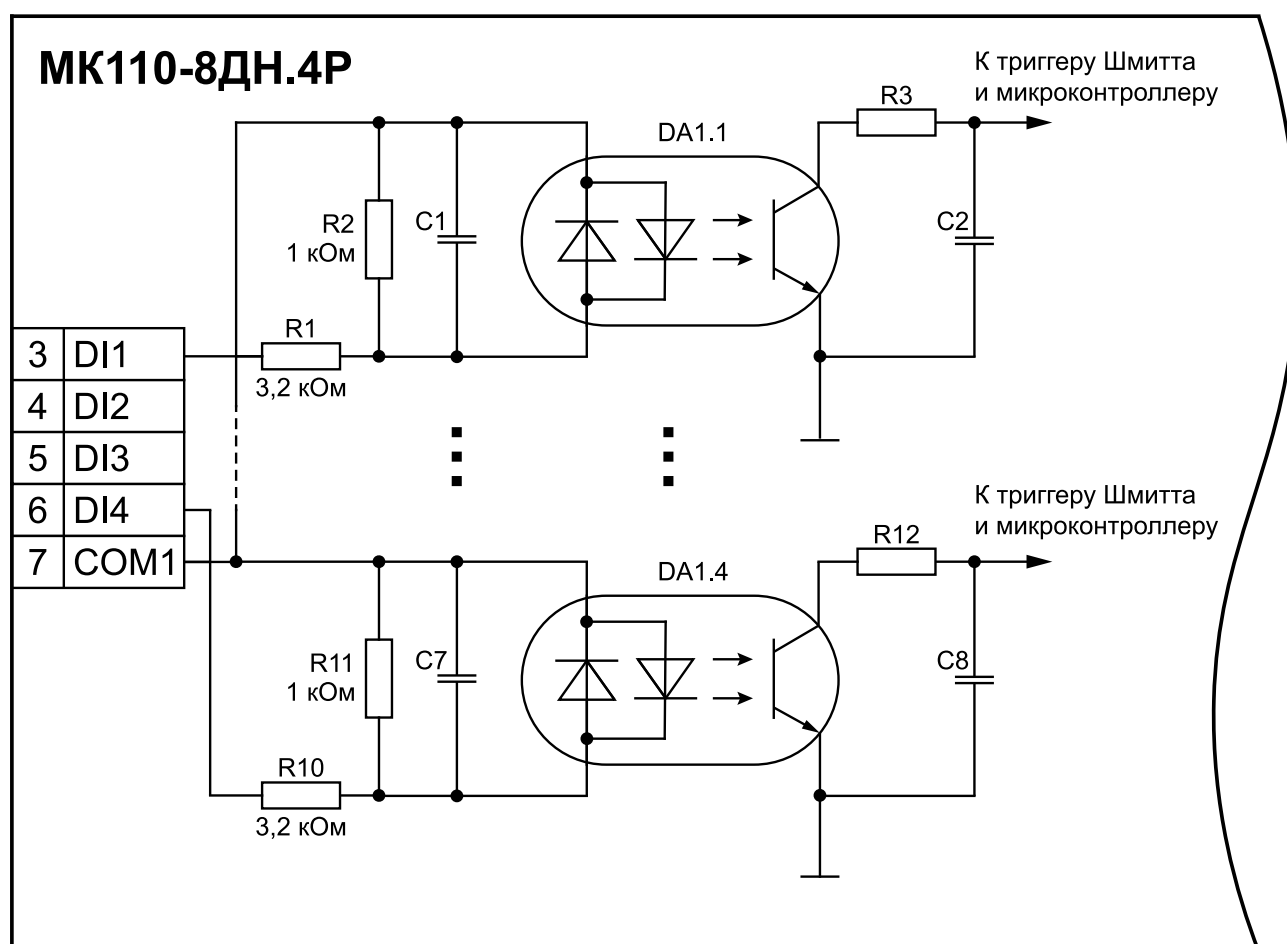 МК110-8ДН.4Р
К триггеру Шмитта
и микроконтроллеру
R3
DA1.1
R2
1 кОм
C1
C2
R1
3,2 кОм
3 DI1
4 DI2
5 DI3
6 DI4
7 COM1
К триггеру Шмитта
и микроконтроллеру
R12
DA1.4
R11
1 кОм
C7
C8
R10
3,2 кОм